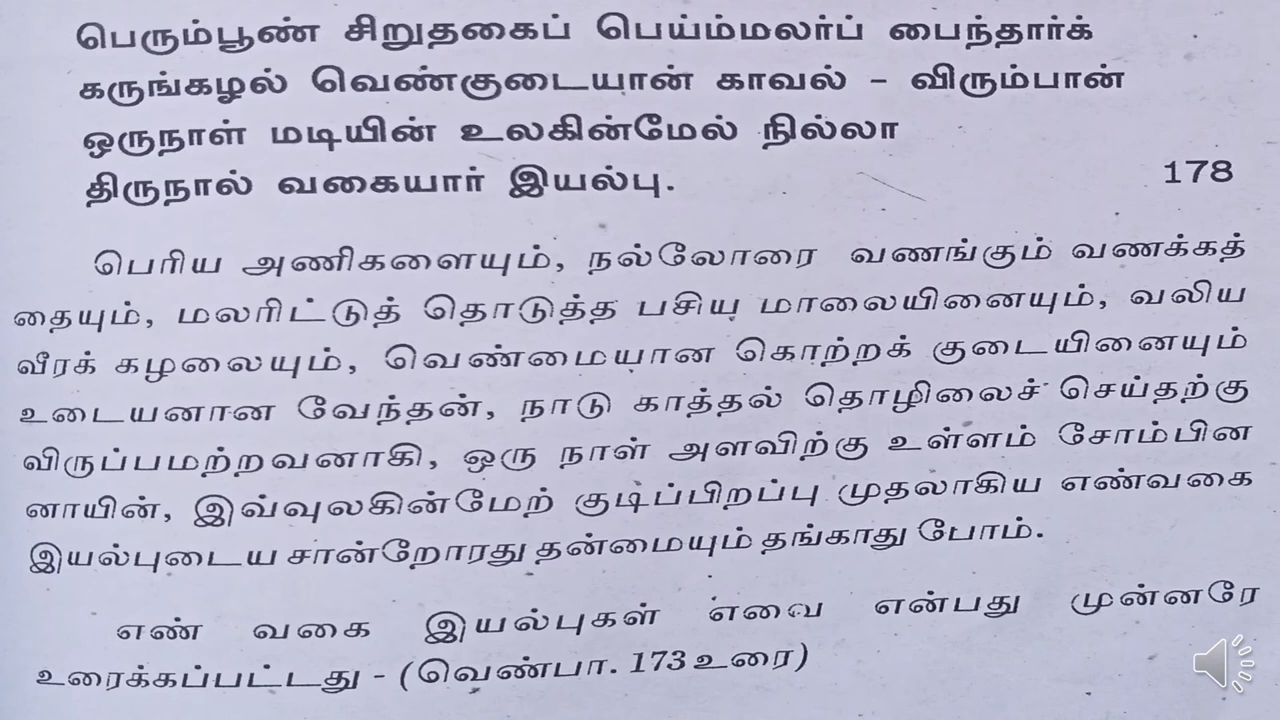 பெரும்பூண் சிறுதகைப் பெய்ம்மலர்ப் பைந்தார்க்
கருங்கழல் வெண்குடையான் காவல் – விரும்பான்
ஒருநாள் மடியின் உலகின்மேல் நில்லா
திருநால் வகையார் இயல்பு. 178
பெரிய அணிகளையும், நல்லோரை வணங்கும் வணக்கத்
தையும், மலரிட்டுத் தொடுத்த பசிய மாலையினையும், வலிய
வீரக் கழலையும், வெண்மையான கொற்றக் குடையினையும்
உடையனான வேந்தன், நாடு காத்தல் தொழிலைச் செய்தற்கு
விருப்பமற்றவனாகி, ஒரு நாள் அளவிற்கு உள்ளம் சோம்பின
னாயின், இவ்வுலகின்மேற் குடிப்பிறப்பு முதலாகிய எண்வகை
இயல்புடைய சான்றோரது தன்மையும் தங்காது போம்.
எண் வகை இயல்புகள் எவை என்பது முன்னரே
உரைக்கப்பட்டது – (வெண்பா. 173 உரை)